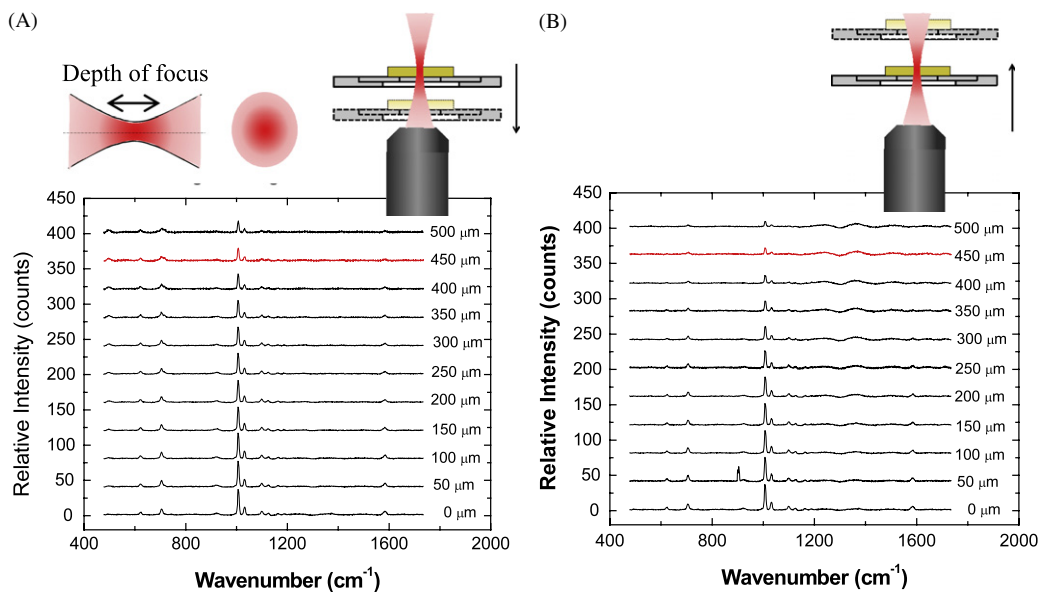 (A)
Depth of focus
450
400
350
300
250
200
150
100
50
0
500 μm
450 μm
400 μm
350 μm
300 μm
250 μm
200 μm
150 μm
100 μm
50 μm
0 μm
400
800
1200
1600
2000
Relative Intensity (counts)
Wavenumber (cm⁻¹)
(B)
450
400
350
300
250
200
150
100
50
0
500 μm
450 μm
400 μm
350 μm
300 μm
250 μm
200 μm
150 μm
100 μm
50 μm
0 μm
400
800
1200
1600
2000
Relative Intensity (counts)
Wavenumber (cm⁻¹)